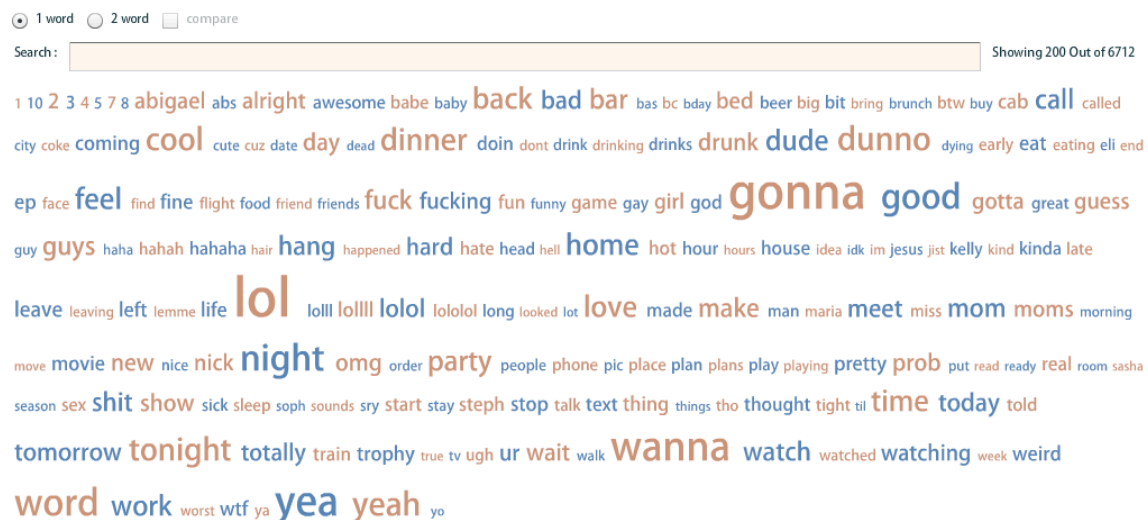 1 word 2 word compare
Search : Showing 200 Out of 6712
1 10 2 3 4 5 7 8 abigael abs alright awesome babe baby back bad bar bas bc bday bed beer big bit bring brunch btw buy cab call called
city coke coming cool cute cuz date day dead dinner doin dont drink drinking drinks drunk dude dunno dying early eat eating eli end
ep face feel find fine flight food friend friends fuck fucking fun funny game gay girl god gonna good gotta great guess
guy guys haha hahah hahaha hair hang happened hard hate head hell home hot hour hours house idea idk im jesus jist kelly kind kinda late
leave leaving left lemme life lol lolll lollll lolol lololol long looked lot love made make man maria meet miss mom moms morning
move movie new nice nick night omg order party people phone pic place plan plans play playing pretty prob put read ready real room sasha
season sex shit show sick sleep soph sounds sry start stay steph stop talk text thing things tho thought tight til time today told
tomorrow tonight totally train trophy true tv ugh ur wait walk wanna watch watched watching week weird
word work worst wtf ya yea yeah yo